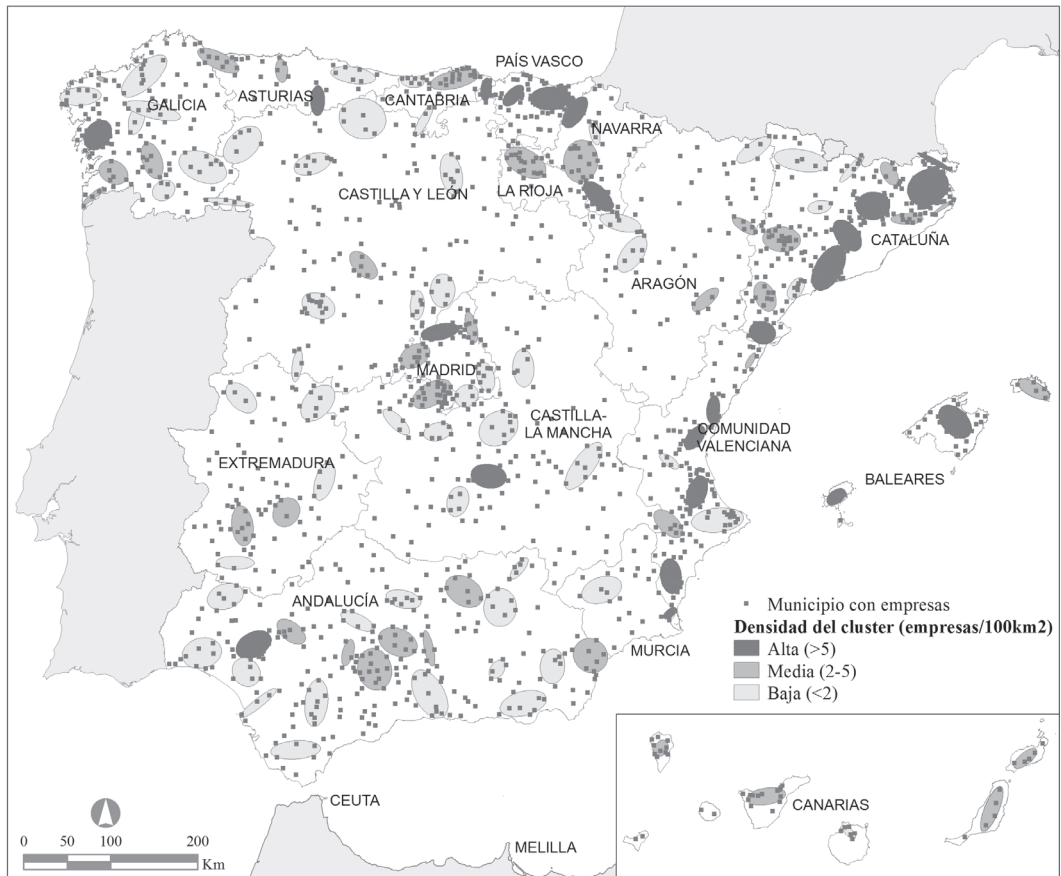 PAÍS VASCO
ASTURIAS
CANTABRIA
GALICIA
NAVARRA
CASTILLA Y LEÓN
LA RIOJA
CATALUÑA
ARAGÓN
MADRID
CASTILLA-
LA MANCHA
COMUNIDAD
VALENCIANA
EXTREMADURA
BALEARES
ANDALUCÍA
MURCIA
Municipio con empresas
Densidad del cluster (empresas/100km2)
Alta (>5)
Media (2-5)
Baja (<2)
CEUTA
CANARIAS
MELILLA
0 50 100 200
Km